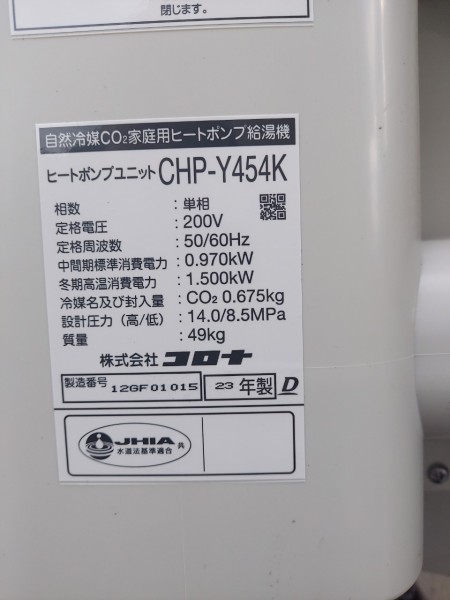 閉じます。
自然冷媒CO₂家庭用ヒートポンプ給湯機
ヒートポンプユニット CHP-Y454K
相数 : 単相
定格電圧 : 200V
定格周波数 : 50/60Hz
中間期標準消費電力 : 0.970kW
冬期高温消費電力 : 1.500kW
冷媒名及び封入量 : CO₂ 0.675kg
設計圧力（高/低） : 14.0/8.5MPa
質量 : 49kg
株式会社 コロナ
製造番号 12GF01015 23 年製 D
JHIA 共
水道法基準適合